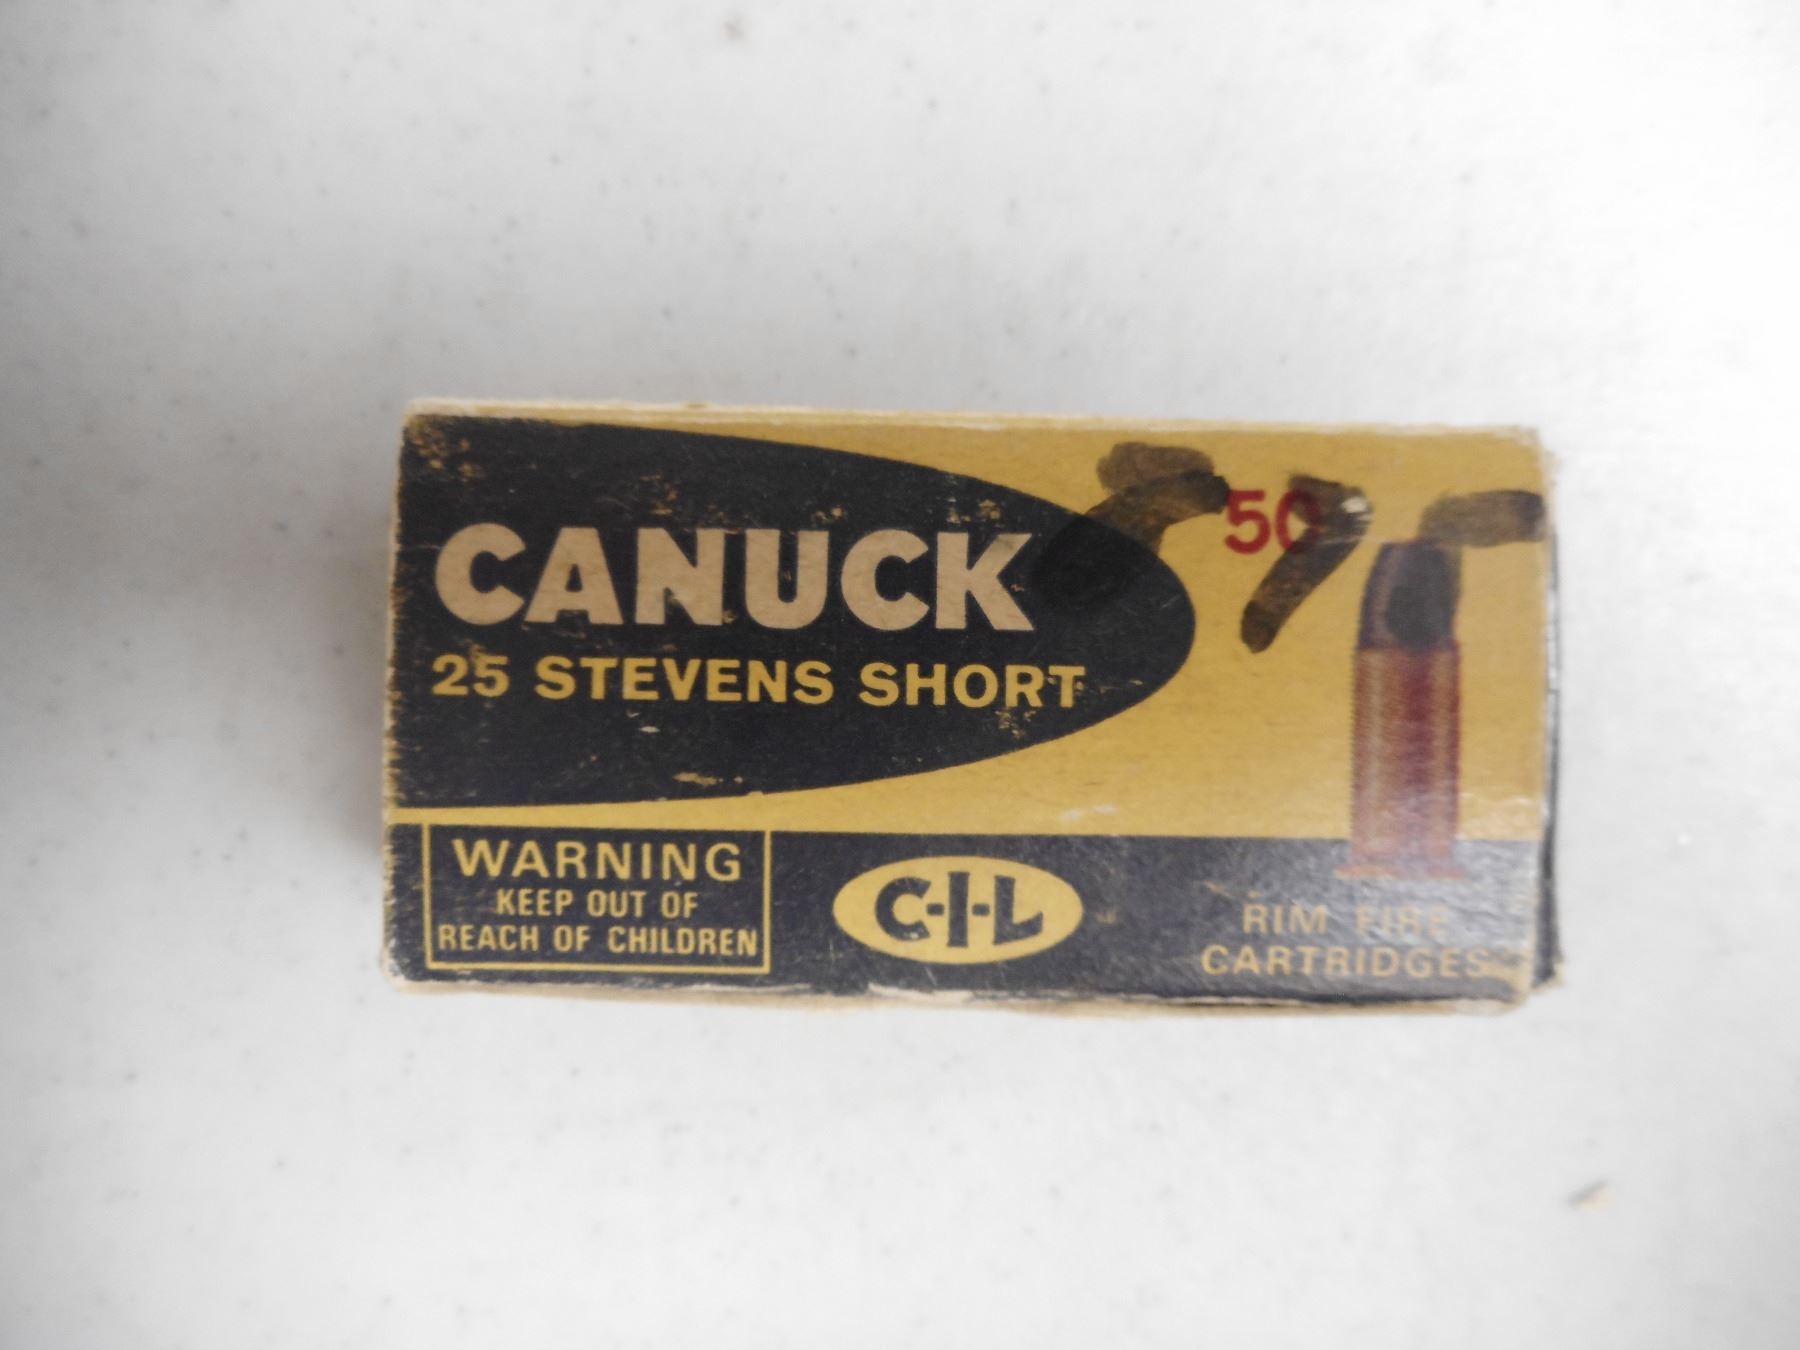 50
CANUCK
25 STEVENS SHORT
WARNING
KEEP OUT OF
REACH OF CHILDREN
C-I-L
RIM FIRE
CARTRIDGES